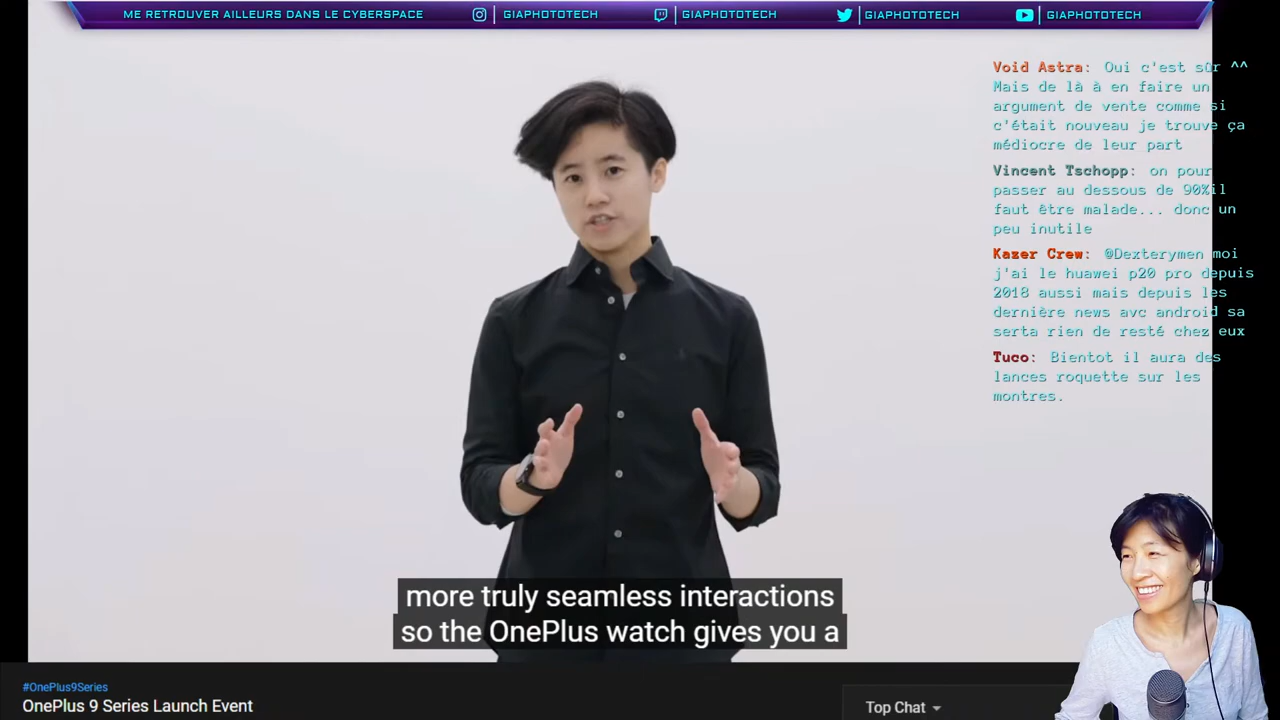 ME RETROUVER AILLEURS DANS LE CYBERSPACE
GIAPHOTOTECH
GIAPHOTOTECH
GIAPHOTOTECH
GIAPHOTOTECH
Void Astra: Oui c'est sûr ^^
Mais de là à en faire un
argument de vente comme si
c'était nouveau je trouve ça
médiocre de leur part
Vincent Tschopp: on pour
passer au dessous de 90%il
faut être malade... donc un
peu inutile
Kazer Crew: @Dexterymen moi
j'ai le huawei p20 pro depuis
2018 aussi mais depuis les
dernière news avc android sa
serta rien de resté chez eux
Tuco: Bientot il aura des
lances roquette sur les
montres.
more truly seamless interactions
so the OnePlus watch gives you a
#OnePlus9Series
OnePlus 9 Series Launch Event
Top Chat